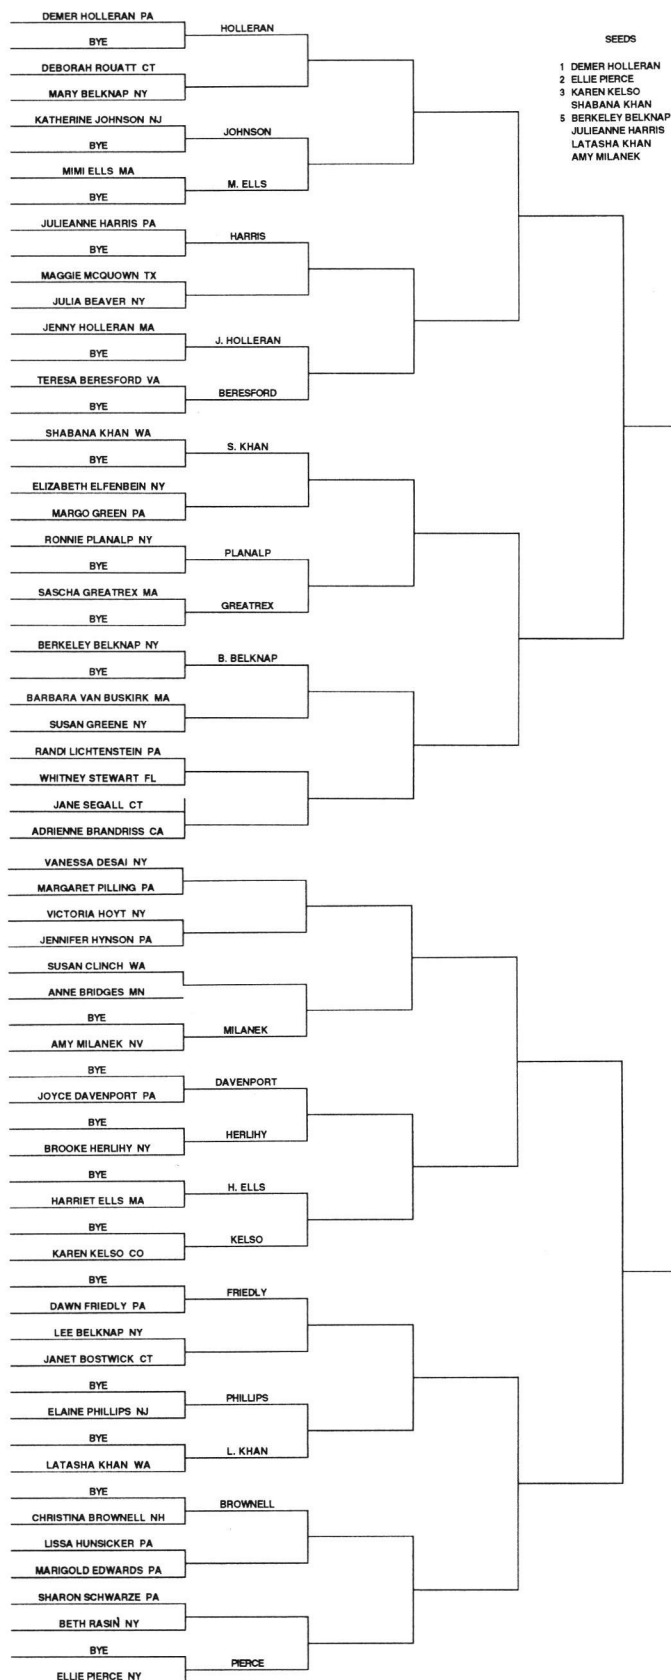 DEMER HOLLERAN PA
HOLLERAN
BYE
DEBORAH ROUATT CT
MARY BELKNAP NY
KATHERINE JOHNSON NJ
JOHNSON
BYE
MIMI ELLS MA
M. ELLS
BYE
JULIEANNE HARRIS PA
HARRIS
BYE
MAGGIE MCQUOWN TX
JULIA BEAVER NY
JENNY HOLLERAN MA
J. HOLLERAN
BYE
TERESA BERESFORD VA
BERESFORD
BYE
SHABANA KHAN WA
S. KHAN
BYE
ELIZABETH ELFENBEIN NY
MARGO GREEN PA
RONNIE PLANALP NY
PLANALP
BYE
SASCHA GREATREX MA
GREATREX
BYE
BERKELEY BELKNAP NY
B. BELKNAP
BYE
BARBARA VAN BUSKIRK MA
SUSAN GREENE NY
RANDI LICHTENSTEIN PA
WHITNEY STEWART FL
JANE SEGALL CT
ADRIENNE BRANDRISS CA
VANESSA DESAI NY
MARGARET PILLING PA
VICTORIA HOYT NY
JENNIFER HYNSON PA
SUSAN CLINCH WA
ANNE BRIDGES MN
BYE
MILANEK
AMY MILANEK NV
BYE
DAVENPORT
JOYCE DAVENPORT PA
BYE
HERLIHY
BROOKE HERLIHY NY
BYE
H. ELLS
HARRIET ELLS MA
BYE
KELSO
KAREN KELSO CO
BYE
FRIEDLY
DAWN FRIEDLY PA
LEE BELKNAP NY
JANET BOSTWICK CT
BYE
PHILLIPS
ELAINE PHILLIPS NJ
BYE
L. KHAN
LATASHA KHAN WA
BYE
BROWNELL
CHRISTINA BROWNELL NH
LISSA HUNSICKER PA
MARIGOLD EDWARDS PA
SHARON SCHWARZE PA
BETH RASIN NY
BYE
PIERCE
ELLIE PIERCE NY
SEEDS
1 DEMER HOLLERAN
2 ELLIE PIERCE
3 KAREN KELSO
SHABANA KHAN
5 BERKELEY BELKNAP
JULIEANNE HARRIS
LATASHA KHAN
AMY MILANEK